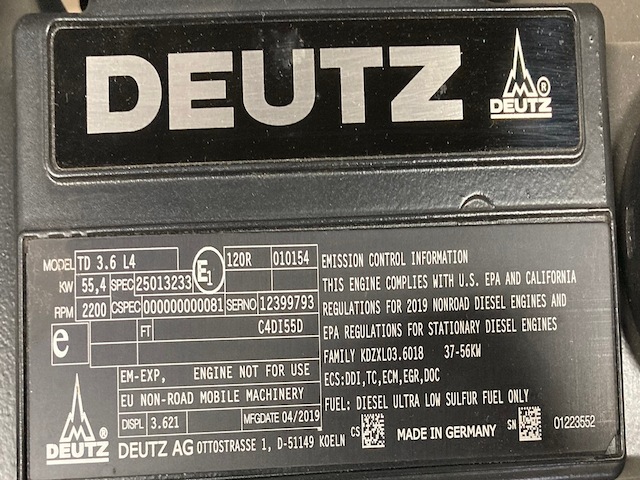 DEUTZ
DEUTZ®
MODEL TD 3.6 L4
KW 55,4 SPEC 25013233
RPM 2200 CSPEC 000000000081 SERNO 12399793
E1 120R 010154
e FT C4DI55D
EM-EXP, ENGINE NOT FOR USE
EU NON-ROAD MOBILE MACHINERY
DISPL 3.621 MFGDATE 04/2019
EMISSION CONTROL INFORMATION
THIS ENGINE COMPLIES WITH U.S. EPA AND CALIFORNIA
REGULATIONS FOR 2019 NONROAD DIESEL ENGINES AND
EPA REGULATIONS FOR STATIONARY DIESEL ENGINES
FAMILY KDZXL03.6018 37-56KW
ECS:DDI,TC,ECM,EGR,DOC
FUEL: DIESEL ULTRA LOW SULFUR FUEL ONLY
DEUTZ® DEUTZ AG OTTOSTRASSE 1, D-51149 KOELN CS MADE IN GERMANY SN 01223552